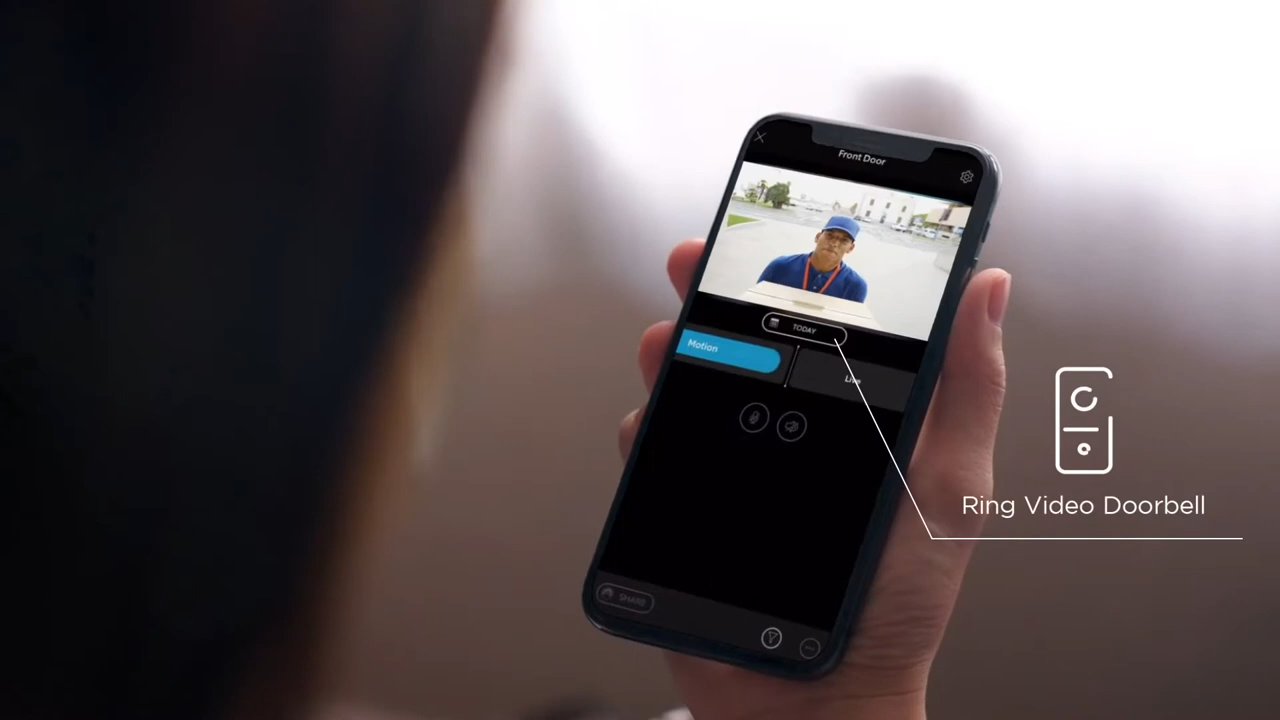 Front Door
TODAY
Motion
Live
Ring Video Doorbell
SHARE